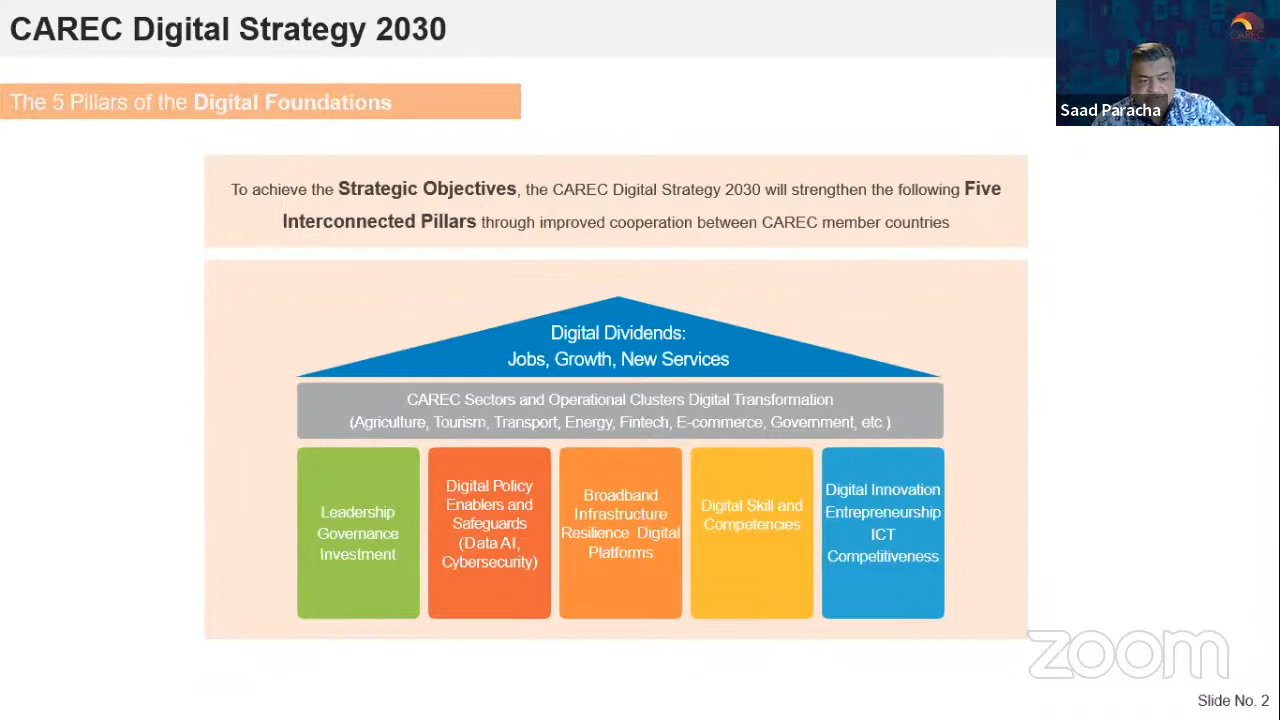 CAREC Digital Strategy 2030
CAREC
Saad Paracha
The 5 Pillars of the Digital Foundations
To achieve the Strategic Objectives, the CAREC Digital Strategy 2030 will strengthen the following Five
Interconnected Pillars through improved cooperation between CAREC member countries
Digital Dividends:
Jobs, Growth, New Services
CAREC Sectors and Operational Clusters Digital Transformation
(Agriculture, Tourism, Transport, Energy, Fintech, E-commerce, Government, etc.)
Leadership
Governance
Investment
Digital Policy
Enablers and
Safeguards
(Data AI,
Cybersecurity)
Broadband
Infrastructure
Resilience Digital
Platforms
Digital Skill and
Competencies
Digital Innovation
Entrepreneurship
ICT
Competitiveness
zoom
Slide No. 2